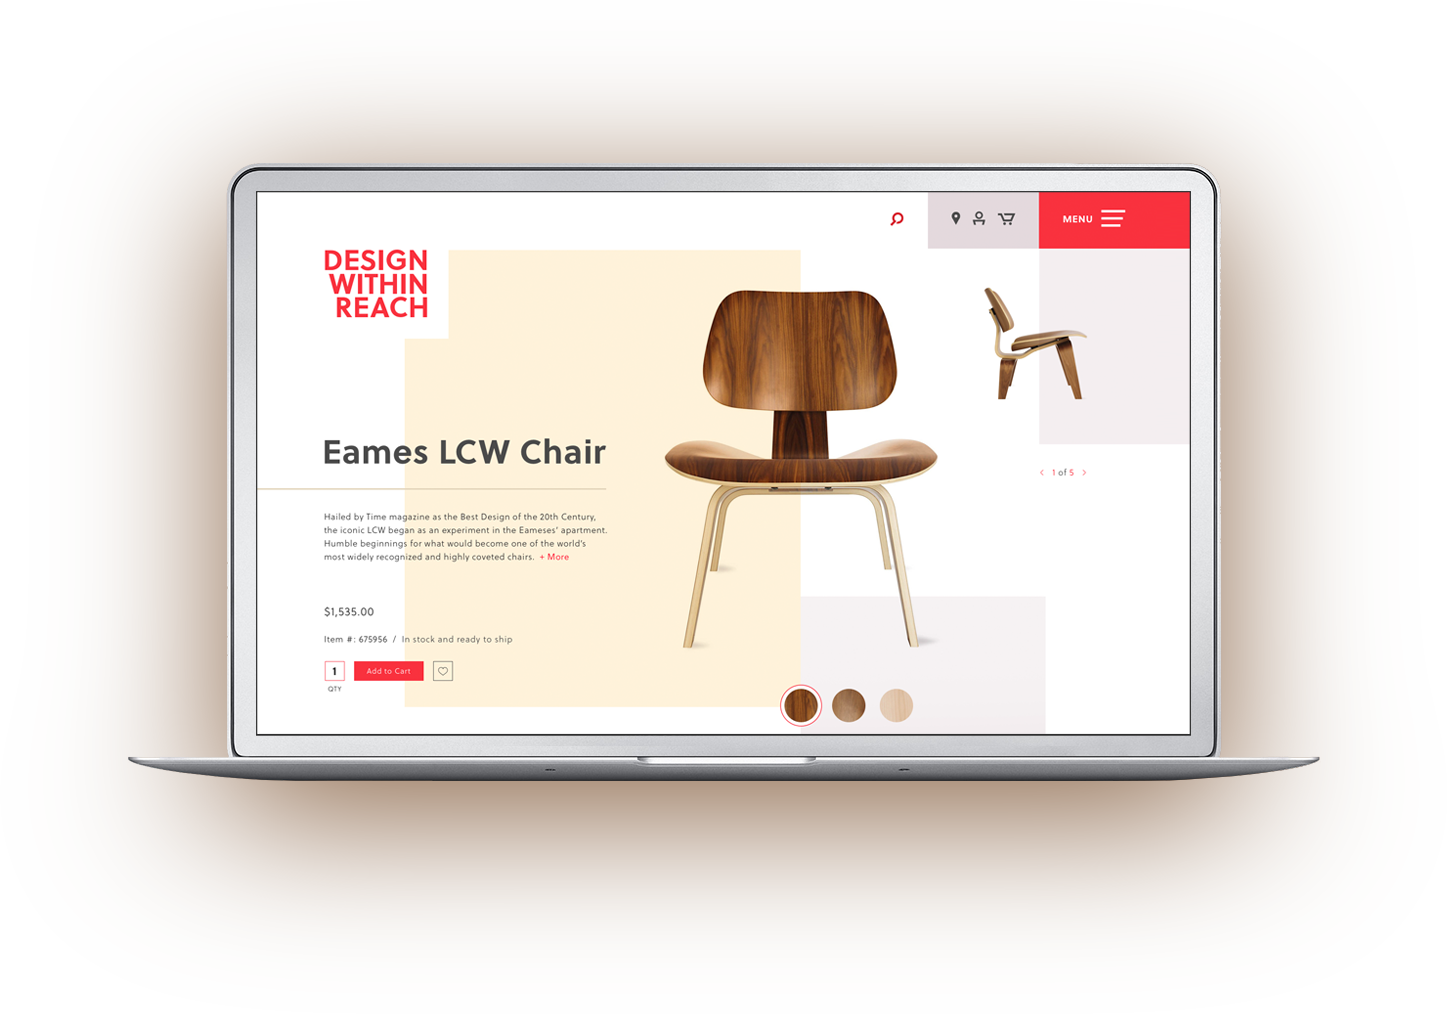 MENU
DESIGN
WITHIN
REACH
Eames LCW Chair
< 1 of 5 >
Hailed by Time magazine as the Best Design of the 20th Century,
the iconic LCW began as an experiment in the Eameses' apartment.
Humble beginnings for what would become one of the world's
most widely recognized and highly coveted chairs. + More
$1,535.00
Item #: 675956 / In stock and ready to ship
1 Add to Cart
QTY